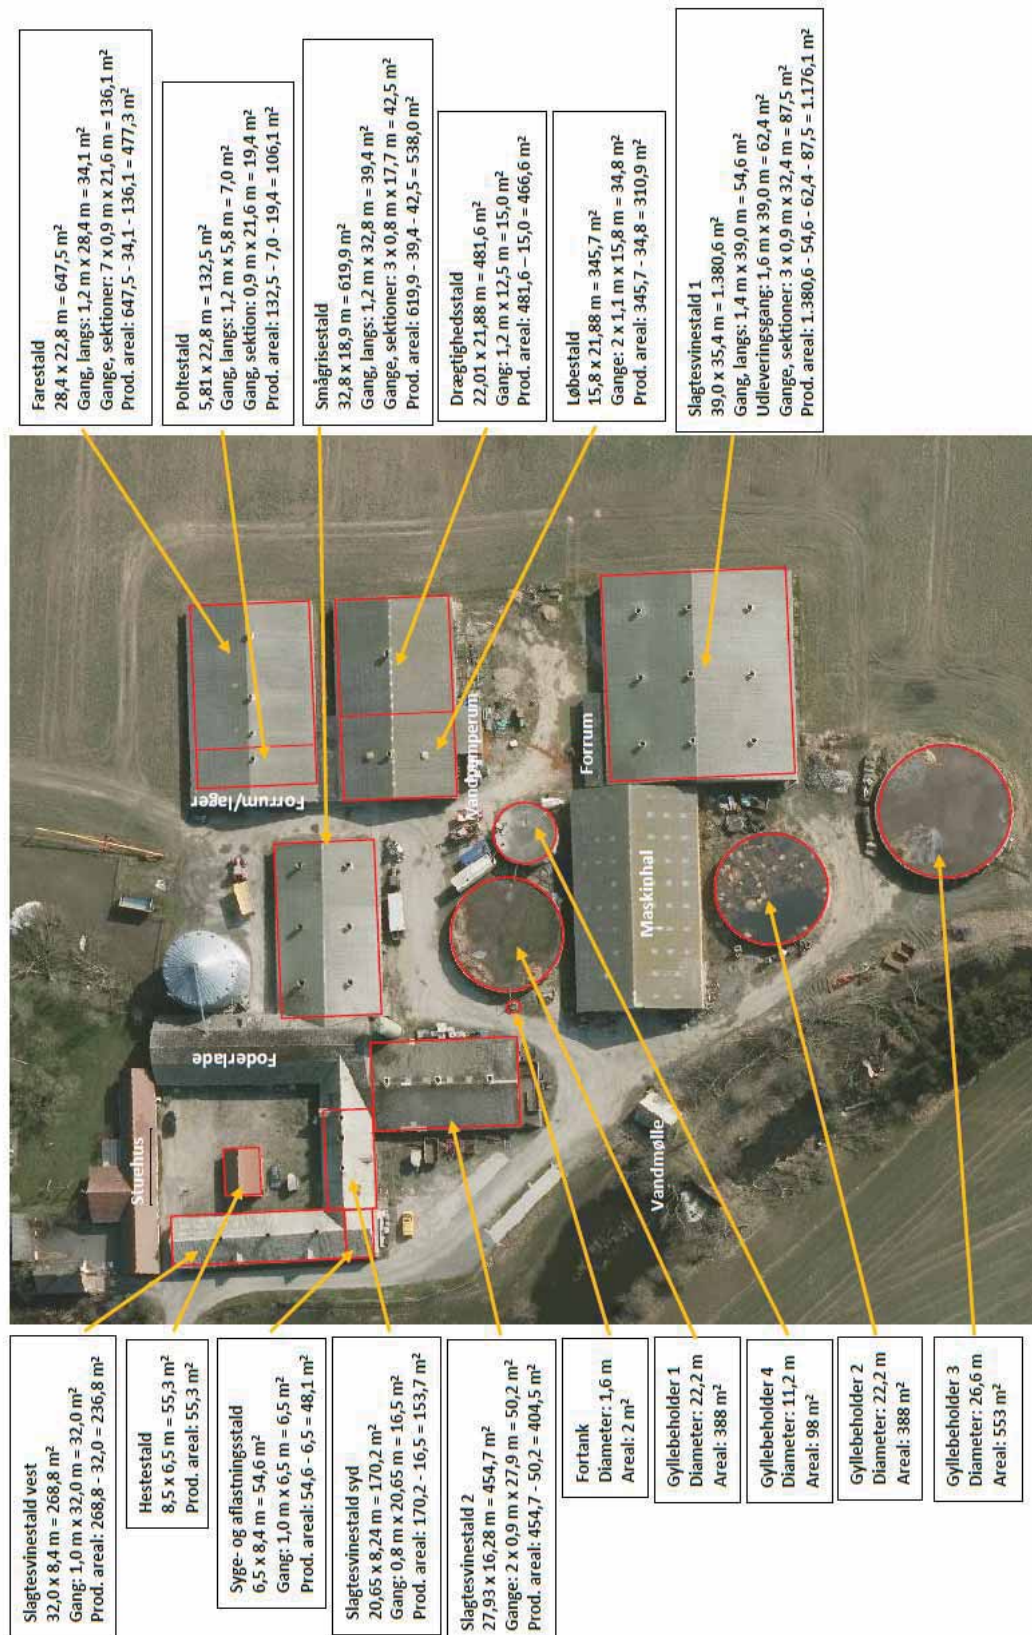 Farestald
28,4 x 22,8 m = 647,5 m²
Gang, langs: 1,2 m x 28,4 m = 34,1 m²
Gange, sektioner: 7 x 0,9 m x 21,6 m = 136,1 m²
Prod. areal: 647,5 - 34,1 - 136,1 = 477,3 m²
Poltestald
5,81 x 22,8 m = 132,5 m²
Gang, langs: 1,2 m x 5,8 m = 7,0 m²
Gang, sektion: 0,9 m x 21,6 m = 19,4 m²
Prod. areal: 132,5 - 7,0 - 19,4 = 106,1 m²
Smågrisestald
32,8 x 18,9 m = 619,9 m²
Gang, langs: 1,2 m x 32,8 m = 39,4 m²
Gange, sektioner: 3 x 0,8 m x 17,7 m = 42,5 m²
Prod. areal: 619,9 - 39,4 - 42,5 = 538,0 m²
Drægtighedsstald
22,01 x 21,88 m = 481,6 m²
Gang: 1,2 m x 12,5 m = 15,0 m²
Prod. areal: 481,6 – 15,0 = 466,6 m²
Løbestald
15,8 x 21,88 m = 345,7 m²
Gange: 2 x 1,1 m x 15,8 m = 34,8 m²
Prod. areal: 345,7 - 34,8 = 310,9 m²
Slagtesvinestald 1
39,0 x 35,4 m = 1.380,6 m²
Gang, langs: 1,4 m x 39,0 m = 54,6 m²
Udleveringsgang: 1,6 m x 39,0 m = 62,4 m²
Gange, sektioner: 3 x 0,9 m x 32,4 m = 87,5 m²
Prod. areal: 1.380,6 - 54,6 - 62,4 - 87,5 = 1.176,1 m²
Stuehus
Foderlade
Forrum/lager
Vandpumperum
Forrum
Maskiphal
Vandmølle
Slagtesvinestald vest
32,0 x 8,4 m = 268,8 m²
Gang: 1,0 m x 32,0 m = 32,0 m²
Prod. areal: 268,8 - 32,0 = 236,8 m²
Hestestald
8,5 x 6,5 m = 55,3 m²
Prod. areal: 55,3 m²
Syge- og aflastningsstald
6,5 x 8,4 m = 54,6 m²
Gang: 1,0 m x 6,5 m = 6,5 m²
Prod. areal: 54,6 - 6,5 = 48,1 m²
Slagtesvinestald syd
20,65 x 8,24 m = 170,2 m²
Gang: 0,8 m x 20,65 m = 16,5 m²
Prod. areal: 170,2 - 16,5 = 153,7 m²
Slagtesvinestald 2
27,93 x 16,28 m = 454,7 m²
Gange: 2 x 0,9 m x 27,9 m = 50,2 m²
Prod. areal: 454,7 - 50,2 = 404,5 m²
Fortank
Diameter: 1,6 m
Areal: 2 m²
Gyllebeholder 1
Diameter: 22,2 m
Areal: 388 m²
Gyllebeholder 4
Diameter: 11,2 m
Areal: 98 m²
Gyllebeholder 2
Diameter: 22,2 m
Areal: 388 m²
Gyllebeholder 3
Diameter: 26,6 m
Areal: 553 m²